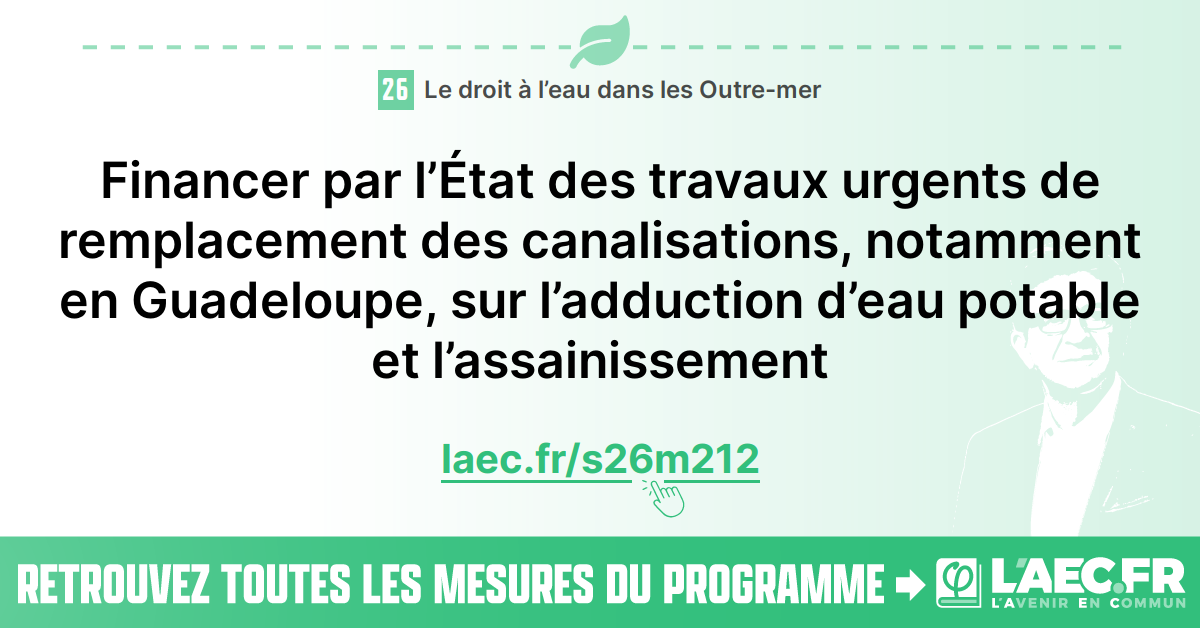 26 Le droit à l’eau dans les Outre-mer
Financer par l’État des travaux urgents de
remplacement des canalisations, notamment
en Guadeloupe, sur l’adduction d’eau potable
et l’assainissement
laec.fr/s26m212
RETROUVEZ TOUTES LES MESURES DU PROGRAMME
φ L'AEC.FR
L'AVENIR EN COMMUN